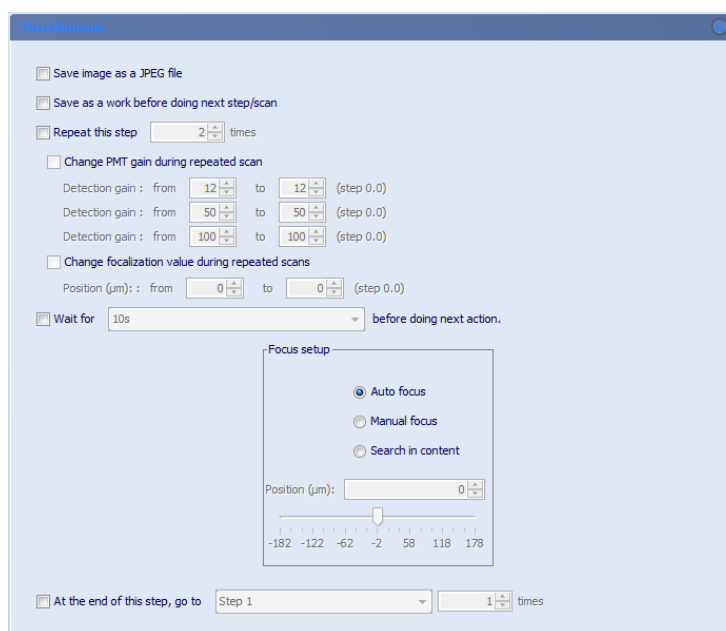 Miscellaneous
Save image as a JPEG file
Save as a work before doing next step/scan
Repeat this step 2 times
Change PMT gain during repeated scan
Detection gain : from 12 to 12 (step 0.0)
Detection gain : from 50 to 50 (step 0.0)
Detection gain : from 100 to 100 (step 0.0)
Change focalization value during repeated scans
Position (µm): : from 0 to 0 (step 0.0)
Wait for 10s before doing next action.
Focus setup
Auto focus
Manual focus
Search in content
Position (µm): 0
-182 -122 -62 -2 58 118 178
At the end of this step, go to Step 1 1 times